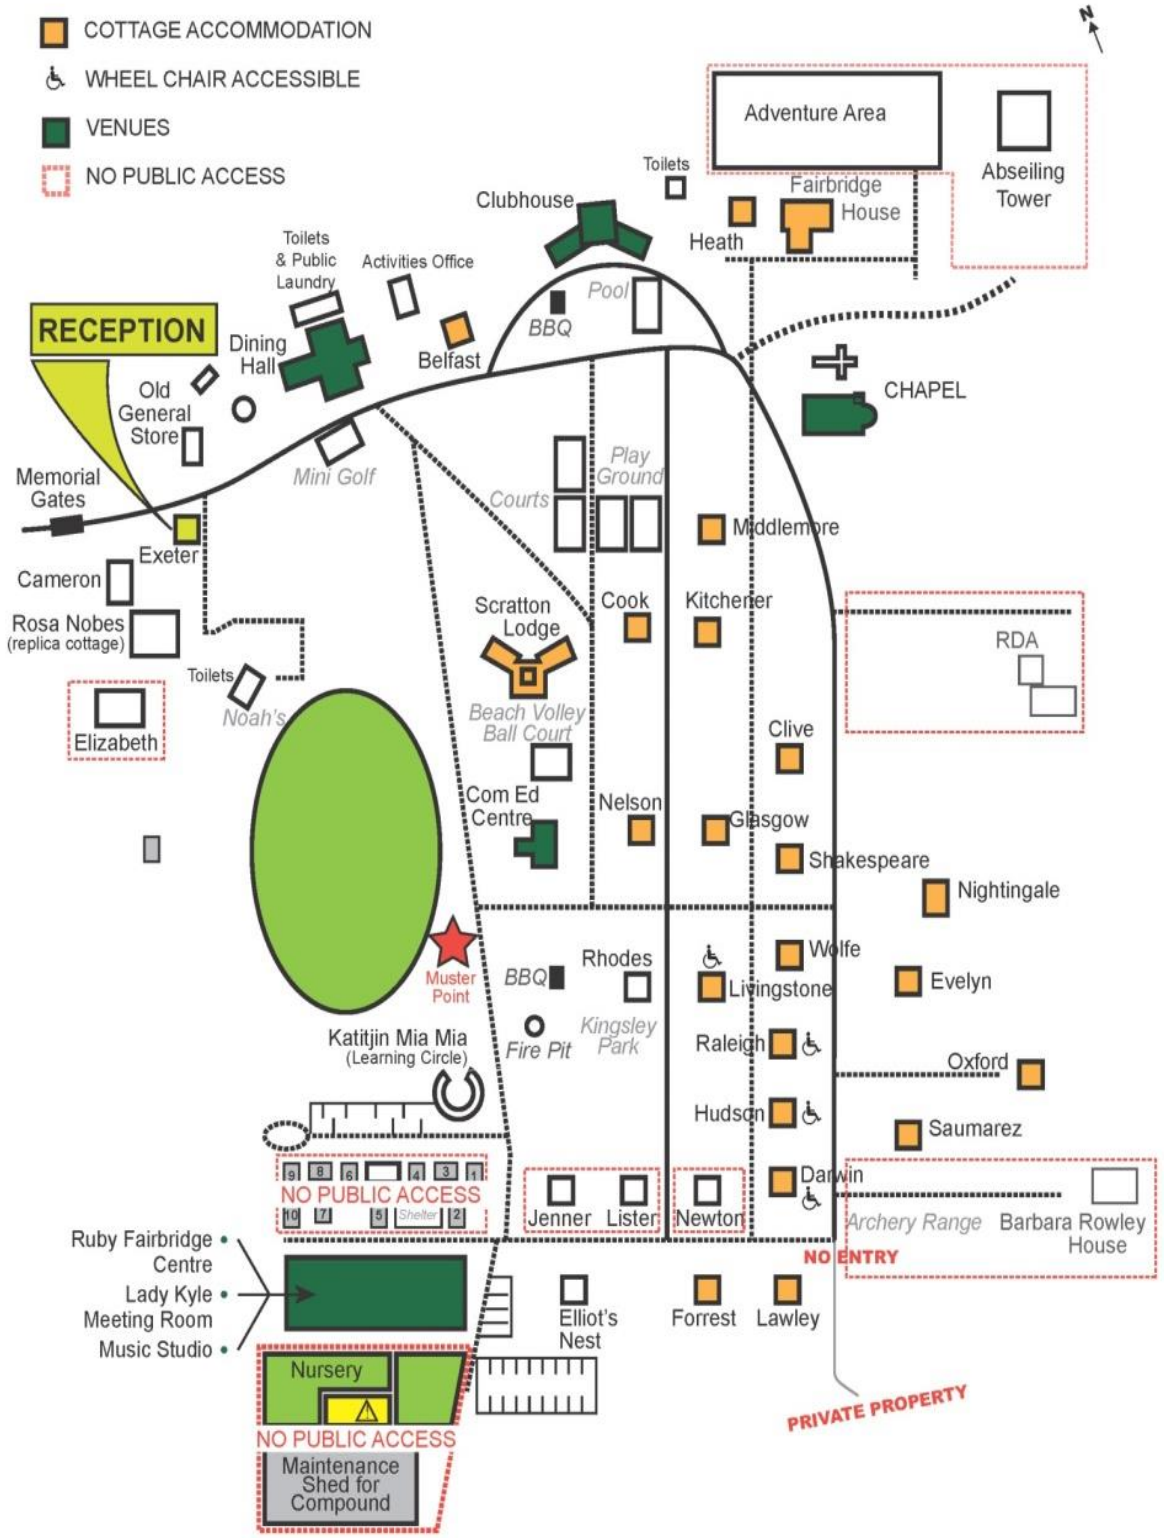 COTTAGE ACCOMMODATION
WHEEL CHAIR ACCESSIBLE
VENUES
NO PUBLIC ACCESS
N
Adventure Area
Abseiling
Tower
Toilets
Fairbridge
House
Heath
Clubhouse
Toilets
& Public
Laundry
Activities Office
Pool
BBQ
RECEPTION
Dining
Hall
Belfast
Old
General
Store
CHAPEL
Mini Golf
Memorial
Gates
Courts
Play
Ground
Middlemore
Exeter
Cameron
Rosa Nobes
(replica cottage)
Scratton
Lodge
Cook
Kitchener
RDA
Toilets
Noah's
Elizabeth
Beach Volley
Ball Court
Clive
Com Ed
Centre
Nelson
Glasgow
Shakespeare
Nightingale
Muster
Point
BBQ
Rhodes
Wolfe
Livingstone
Evelyn
Katitjin Mia Mia
(Learning Circle)
Fire Pit
Kingsley
Park
Raleigh
Oxford
Hudson
Saumarez
9
8
6
4
3
1
NO PUBLIC ACCESS
10
7
5
Shelter
2
Jenner
Lister
Newton
Darwin
Archery Range
Barbara Rowley
House
NO ENTRY
Ruby Fairbridge
Centre
Lady Kyle
Meeting Room
Music Studio
Elliot's
Nest
Forrest
Lawley
Nursery
NO PUBLIC ACCESS
Maintenance
Shed for
Compound
PRIVATE PROPERTY